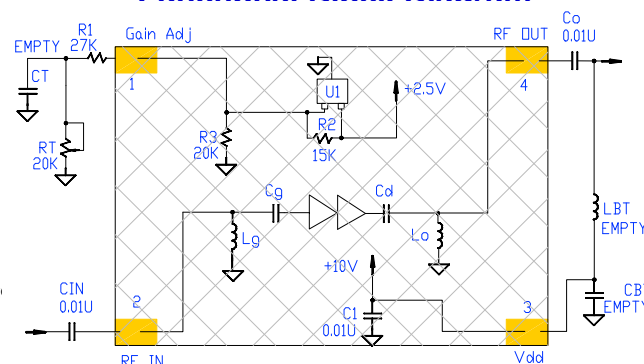 R1
27K
Gain Adj
RF OUT
Co
0.01U
EMPTY
CT
1
4
U1
+2.5V
R2
15K
R3
20K
RT
20K
Cg
Cd
Lg
Lo
LBT
EMPTY
+10V
CIN
0.01U
2
C1
0.01U
3
CB
EMPTY
RF IN
Vdd